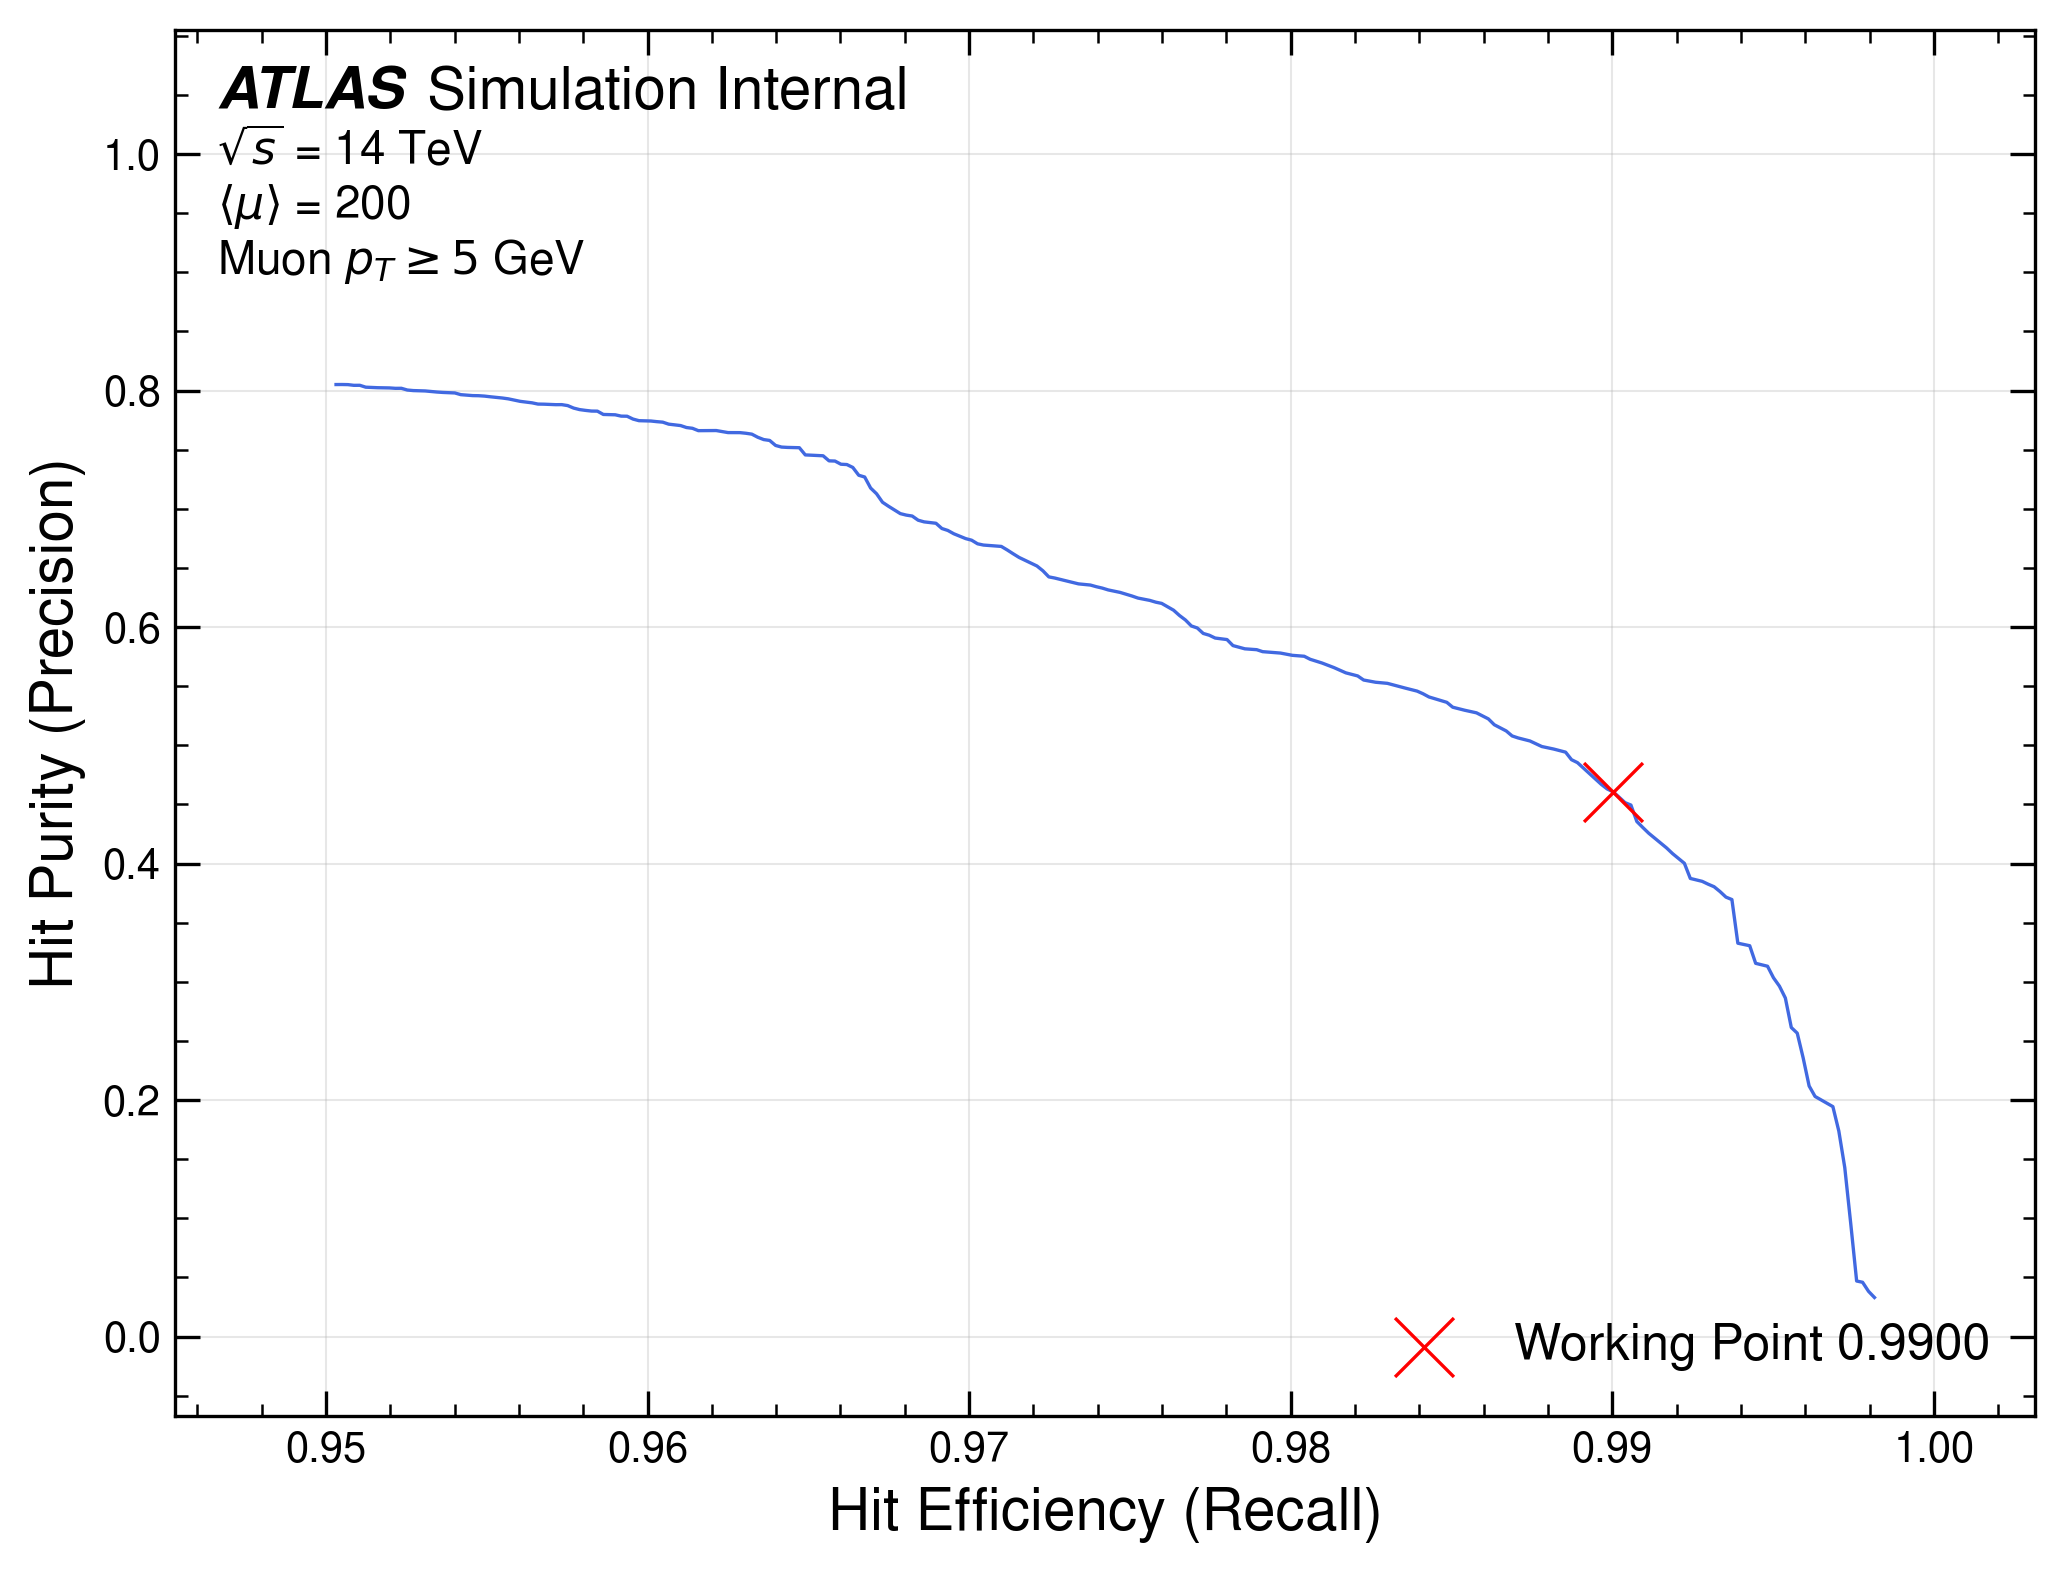 ATLAS Simulation Internal
√s = 14 TeV
⟨μ⟩ = 200
Muon pT ≥ 5 GeV
1.0
0.8
0.6
0.4
0.2
0.0
Hit Purity (Precision)
Working Point 0.9900
0.95 0.96 0.97 0.98 0.99 1.00
Hit Efficiency (Recall)